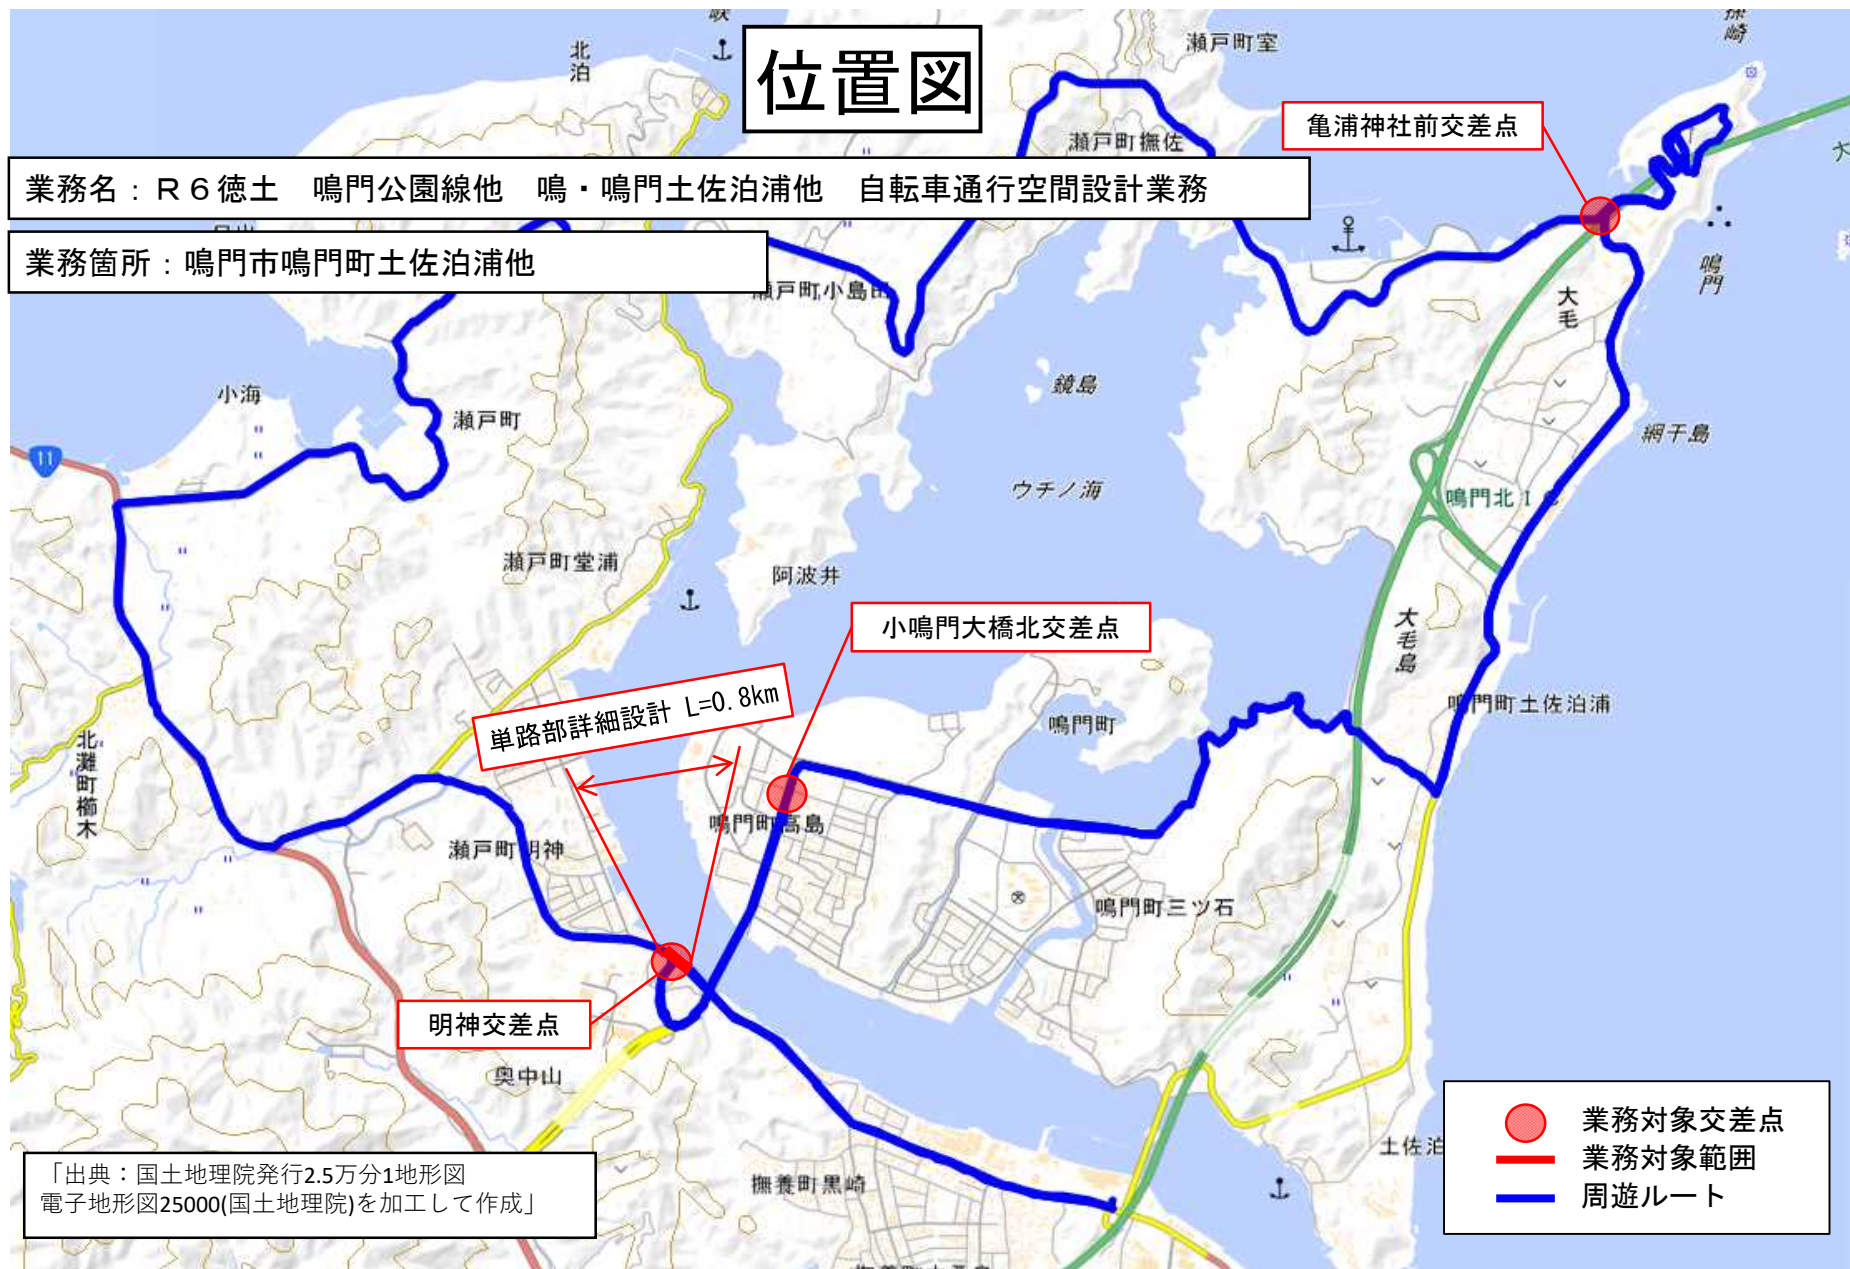 位置図
業務名：Ｒ６徳土　鳴門公園線他　鳴・鳴門土佐泊浦他　自転車通行空間設計業務
業務箇所：鳴門市鳴門町土佐泊浦他
北泊
瀬戸町室
孫崎
亀浦神社前交差点
瀬戸町撫佐
瀬戸町小島田
大毛
鳴門
鏡島
小海
瀬戸町
網干島
11
ウチノ海
鳴門北ＩＣ
瀬戸町堂浦
阿波井
小鳴門大橋北交差点
大毛島
単路部詳細設計 L=0.8km
鳴門町
鳴門町土佐泊浦
北灘町櫛木
鳴門町高島
瀬戸町明神
鳴門町三ツ石
明神交差点
奥中山
土佐泊
撫養町黒崎
業務対象交差点
業務対象範囲
周遊ルート
「出典：国土地理院発行2.5万分1地形図
電子地形図25000(国土地理院)を加工して作成」